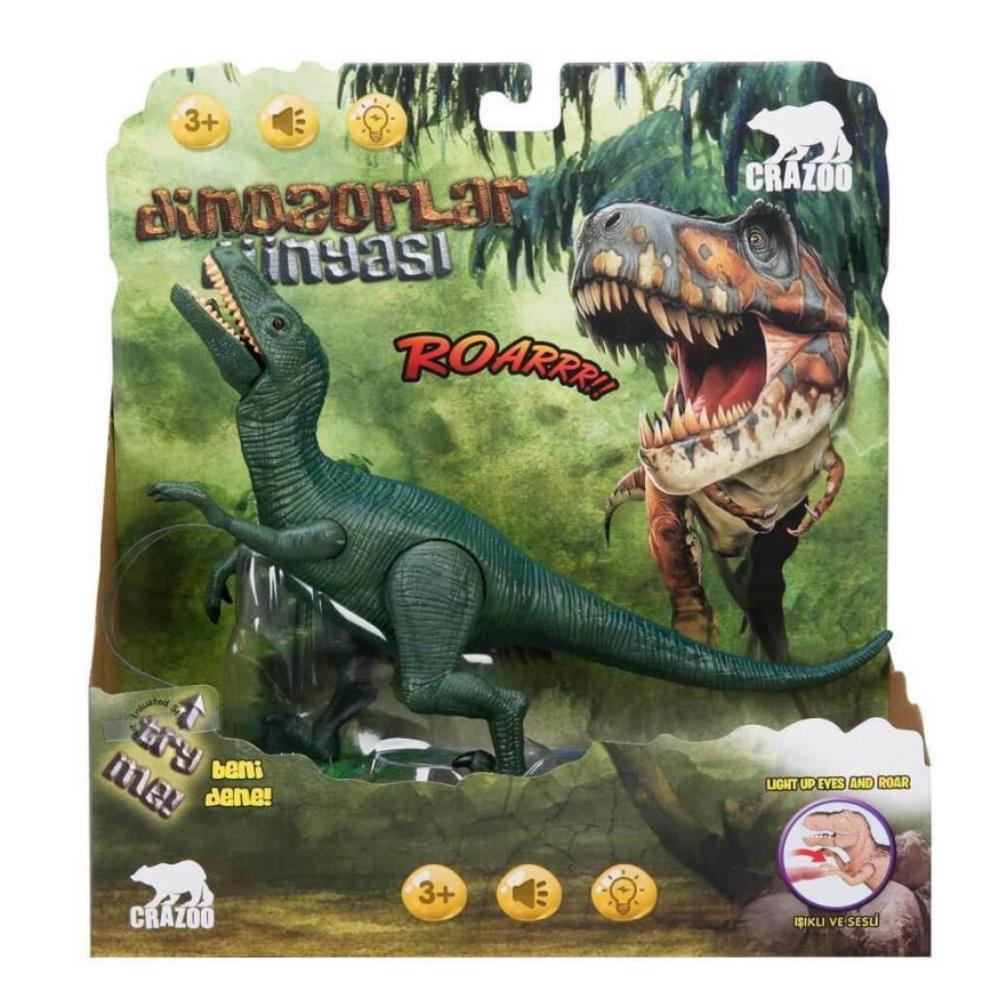 3+
CRAZOO
dinozorlar
dünyası
ROARRR!!
try
me!
beni
dene!
LIGHT UP EYES AND ROAR
CRAZOO
3+
IŞIKLI VE SESLİ